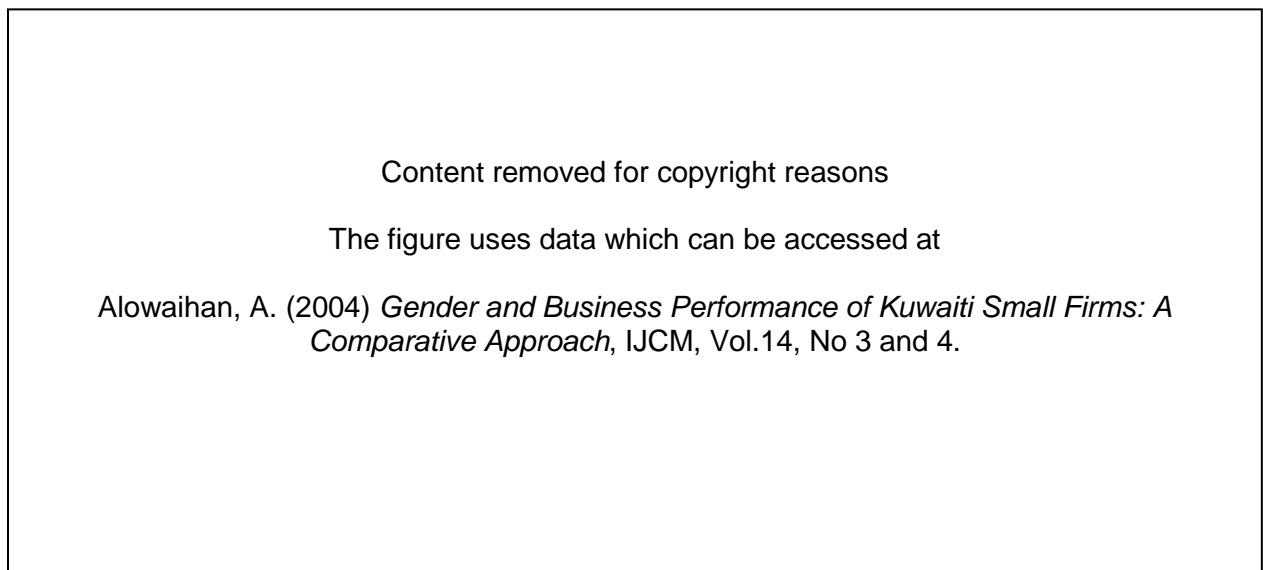 Content removed for copyright reasons
The figure uses data which can be accessed at
Alowaihan, A. (2004) Gender and Business Performance of Kuwaiti Small Firms: A
Comparative Approach, IJCM, Vol.14, No 3 and 4.